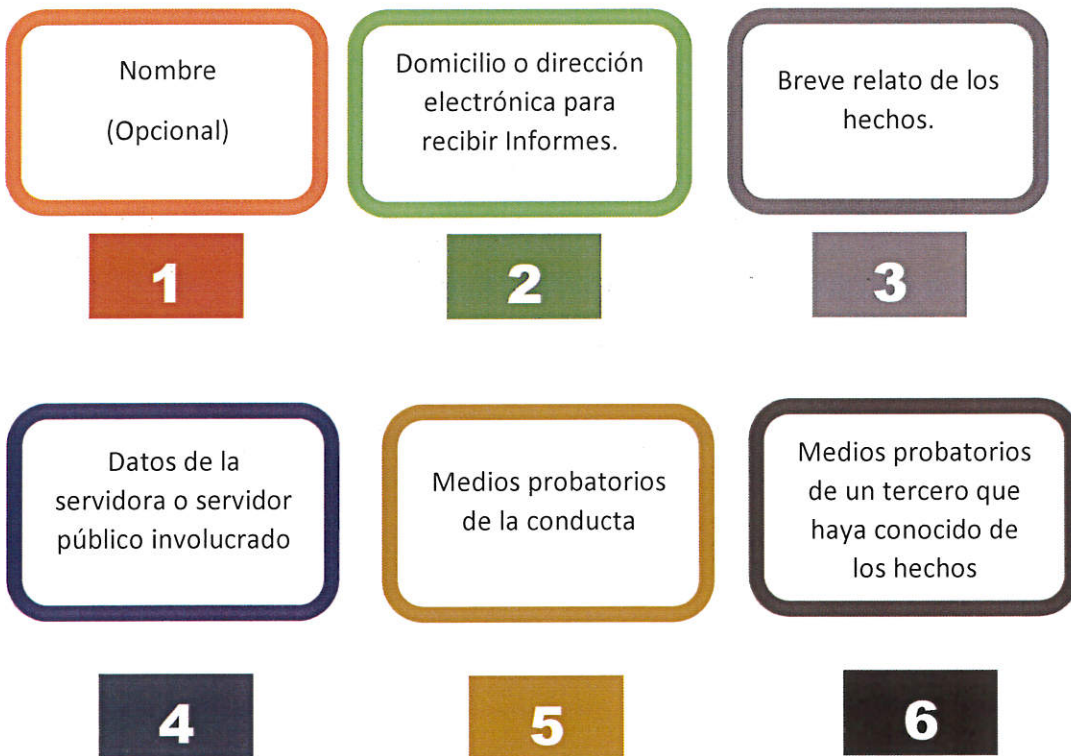 Nombre
(Opcional)
Domicilio o dirección
electrónica para
recibir Informes.
Breve relato de los
hechos.
1
2
3
Datos de la
servidora o servidor
público involucrado
Medios probatorios
de la conducta
Medios probatorios
de un tercero que
haya conocido de
los hechos
4
5
6